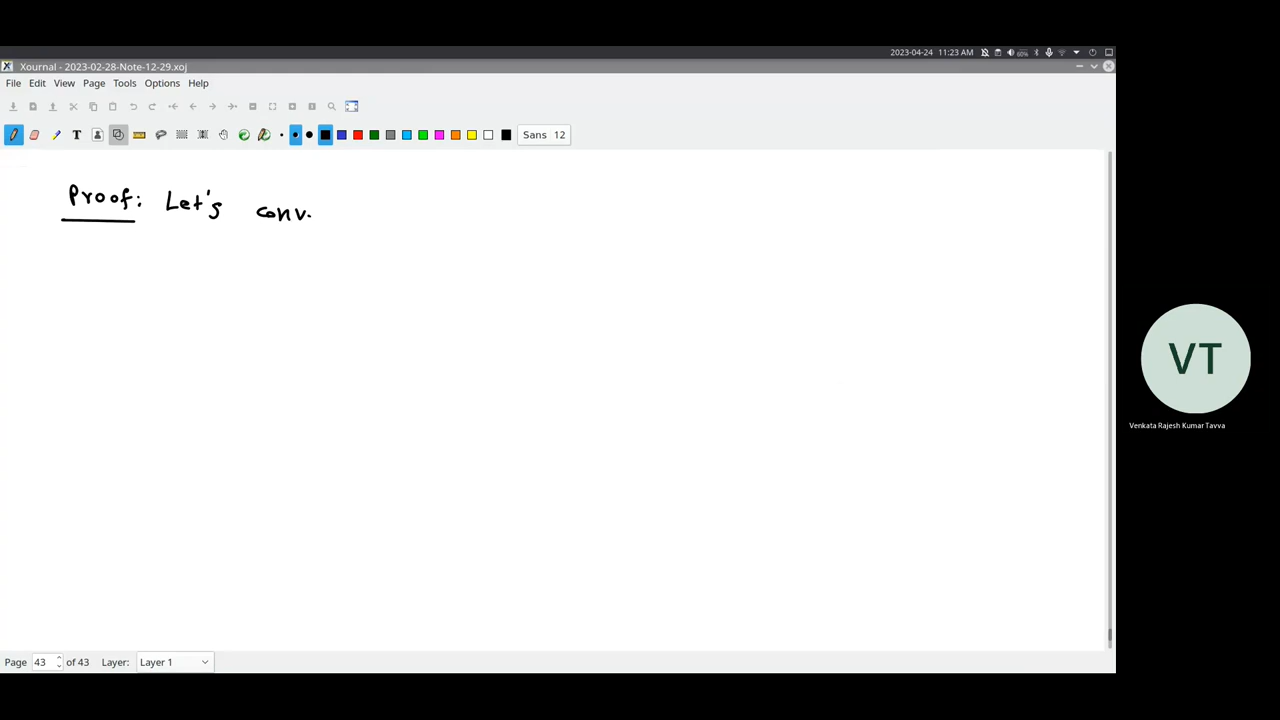 2023-04-24 11:23 AM
Xournal - 2023-02-28-Note-12-29.xoj
File Edit View Page Tools Options Help
Sans 12
Proof: Let's conv
VT
Venkata Rajesh Kumar Tavva
Page 43 of 43 Layer: Layer 1